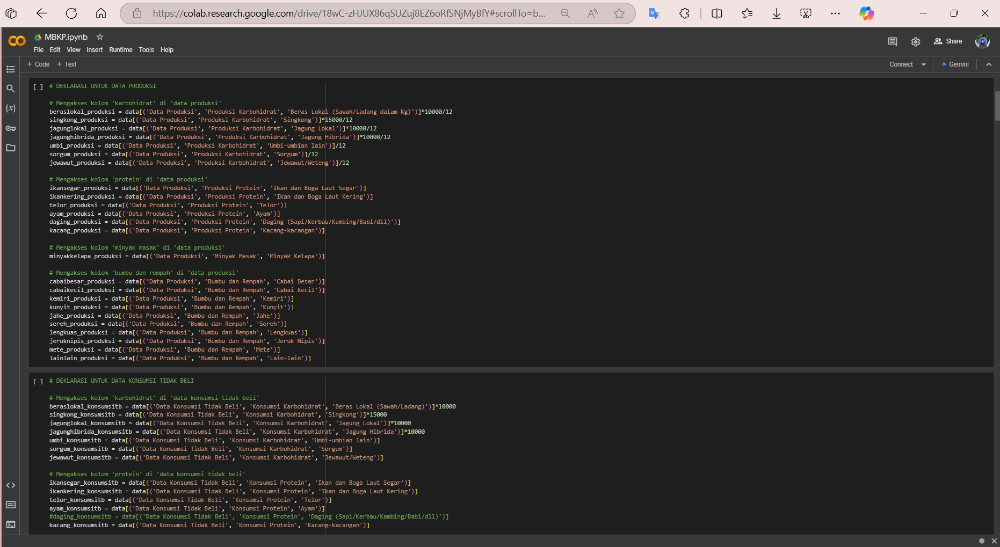 https://colab.research.google.com/drive/18wC-zHJUX86qSUZuj8EZ6oRfSNjMyBfY#scrollTo=b...
MBKP.ipynb
File Edit View Insert Runtime Tools Help
Share
+ Code + Text
Connect
Gemini
[ ] # DEKLARASI UNTUK DATA PRODUKSI
# Mengakses kolom 'karbohidrat' di 'data produksi'
beraslokal_produksi = data[('Data Produksi', 'Produksi Karbohidrat', 'Beras Lokal (Sawah/Ladang dalam Kg)')]*10000/12
singkong_produksi = data[('Data Produksi', 'Produksi Karbohidrat', 'Singkong')]*15000/12
jagunglokal_produksi = data[('Data Produksi', 'Produksi Karbohidrat', 'Jagung Lokal')]*10000/12
jagunghibrida_produksi = data[('Data Produksi', 'Produksi Karbohidrat', 'Jagung Hibrida')]*10000/12
umbi_produksi = data[('Data Produksi', 'Produksi Karbohidrat', 'Umbi-umbian lain')]/12
sorgum_produksi = data[('Data Produksi', 'Produksi Karbohidrat', 'Sorgum')]/12
jewawut_produksi = data[('Data Produksi', 'Produksi Karbohidrat', 'Jewawut/Weteng')]/12
# Mengakses kolom 'protein' di 'data produksi'
ikansegar_produksi = data[('Data Produksi', 'Produksi Protein', 'Ikan dan Boga Laut Segar')]
ikankering_produksi = data[('Data Produksi', 'Produksi Protein', 'Ikan dan Boga Laut Kering')]
telor_produksi = data[('Data Produksi', 'Produksi Protein', 'Telor')]
ayam_produksi = data[('Data Produksi', 'Produksi Protein', 'Ayam')]
daging_produksi = data[('Data Produksi', 'Produksi Protein', 'Daging (Sapi/Kerbau/Kambing/Babi/dll)')]
kacang_produksi = data[('Data Produksi', 'Produksi Protein', 'Kacang-kacangan')]
# Mengakses kolom 'minyak masak' di 'data produksi'
minyakkelapa_produksi = data[('Data Produksi', 'Minyak Masak', 'Minyak Kelapa')]
# Mengakses kolom 'bumbu dan rempah' di 'data produksi'
cabaibesar_produksi = data[('Data Produksi', 'Bumbu dan Rempah', 'Cabai Besar')]
cabaikecil_produksi = data[('Data Produksi', 'Bumbu dan Rempah', 'Cabai Kecil')]
kemiri_produksi = data[('Data Produksi', 'Bumbu dan Rempah', 'Kemiri')]
kunyit_produksi = data[('Data Produksi', 'Bumbu dan Rempah', 'Kunyit')]
jahe_produksi = data[('Data Produksi', 'Bumbu dan Rempah', 'Jahe')]
sereh_produksi = data[('Data Produksi', 'Bumbu dan Rempah', 'Sereh')]
lengkuas_produksi = data[('Data Produksi', 'Bumbu dan Rempah', 'Lengkuas')]
jeruknipis_produksi = data[('Data Produksi', 'Bumbu dan Rempah', 'Jeruk Nipis')]
mete_produksi = data[('Data Produksi', 'Bumbu dan Rempah', 'Mete')]
lainlain_produksi = data[('Data Produksi', 'Bumbu dan Rempah', 'Lain-lain')]
[ ] # DEKLARASI UNTUK DATA KONSUMSI TIDAK BELI
# Mengakses kolom 'karbohidrat' di 'data konsumsi tidak beli'
beraslokal_konsumsitb = data[('Data Konsumsi Tidak Beli', 'Konsumsi Karbohidrat', 'Beras Lokal (Sawah/Ladang)')]*10000
singkong_konsumsitb = data[('Data Konsumsi Tidak Beli', 'Konsumsi Karbohidrat', 'Singkong')]*15000
jagunglokal_konsumsitb = data[('Data Konsumsi Tidak Beli', 'Konsumsi Karbohidrat', 'Jagung Lokal')]*10000
jagunghibrida_konsumsitb = data[('Data Konsumsi Tidak Beli', 'Konsumsi Karbohidrat', 'Jagung Hibrida')]*10000
umbi_konsumsitb = data[('Data Konsumsi Tidak Beli', 'Konsumsi Karbohidrat', 'Umbi-umbian lain')]
sorgum_konsumsitb = data[('Data Konsumsi Tidak Beli', 'Konsumsi Karbohidrat', 'Sorgum')]
jewawut_konsumsitb = data[('Data Konsumsi Tidak Beli', 'Konsumsi Karbohidrat', 'Jewawut/Weteng')]
# Mengakses kolom 'protein' di 'data konsumsi tidak beli'
ikansegar_konsumsitb = data[('Data Konsumsi Tidak Beli', 'Konsumsi Protein', 'Ikan dan Boga Laut Segar')]
ikankering_konsumsitb = data[('Data Konsumsi Tidak Beli', 'Konsumsi Protein', 'Ikan dan Boga Laut Kering')]
telor_konsumsitb = data[('Data Konsumsi Tidak Beli', 'Konsumsi Protein', 'Telor')]
ayam_konsumsitb = data[('Data Konsumsi Tidak Beli', 'Konsumsi Protein', 'Ayam')]
#daging_konsumsitb = data[('Data Konsumsi Tidak Beli', 'Konsumsi Protein', 'Daging (Sapi/Kerbau/Kambing/Babi/dll)')]
kacang_konsumsitb = data[('Data Konsumsi Tidak Beli', 'Konsumsi Protein', 'Kacang-kacangan')]